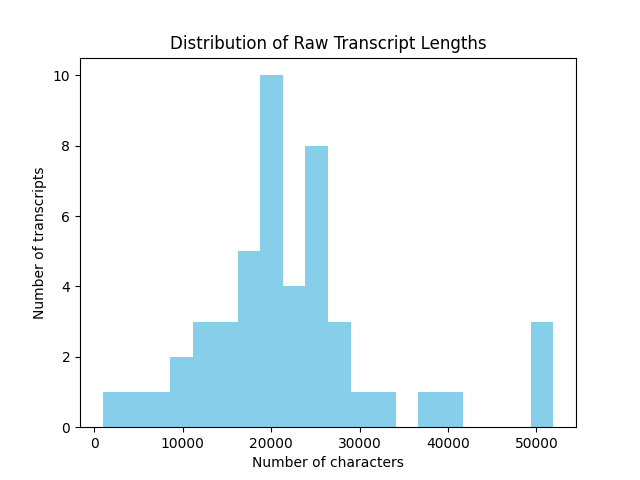 Distribution of Raw Transcript Lengths
10
8
6
4
2
0
Number of transcripts
0 10000 20000 30000 40000 50000
Number of characters